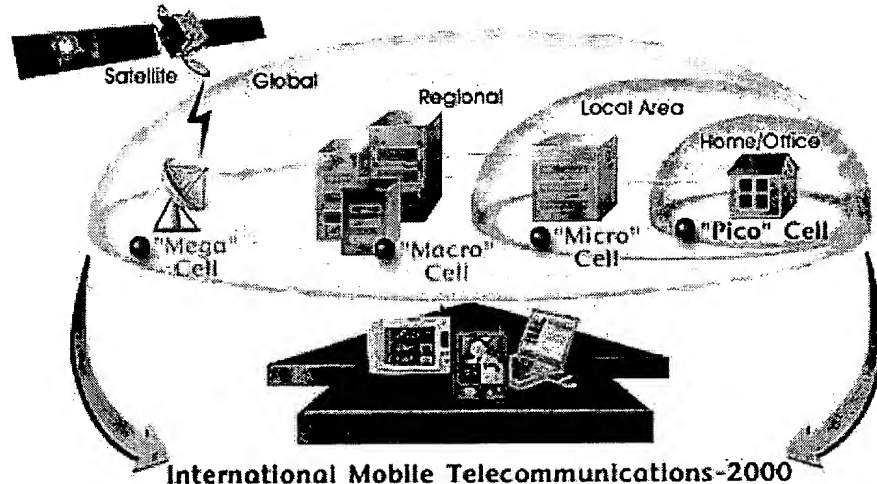 Satellite
Global
Regional
Local Area
Home/Office
"Mega"
Cell
"Macro"
Cell
"Micro"
Cell
"Pico" Cell
International Mobile Telecommunications-2000